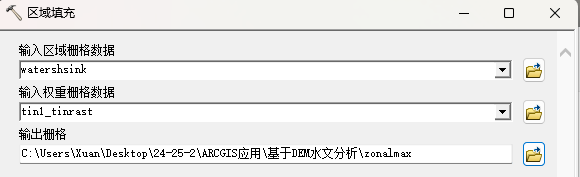 区域填充
输入区域栅格数据
watershsink
输入权重栅格数据
tin1_tinrast
输出栅格
C:\Users\Xuan\Desktop\24-25-2\ARCGIS应用\基于DEM水文分析\zonalmax